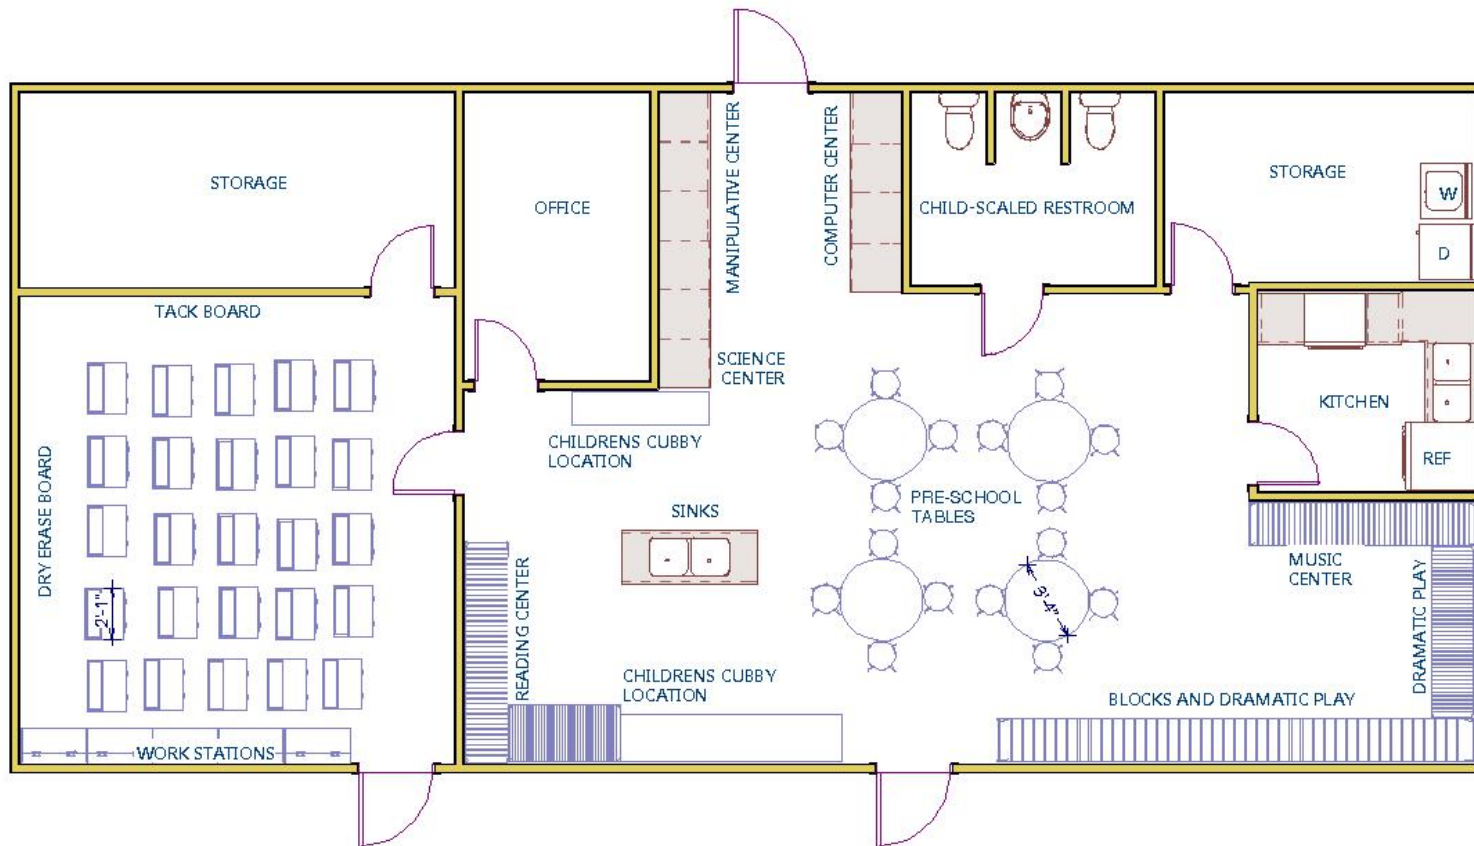 STORAGE
OFFICE
MANIPULATIVE CENTER
COMPUTER CENTER
CHILD-SCALED RESTROOM
STORAGE
W
D
TACK BOARD
SCIENCE
CENTER
KITCHEN
REF
CHILDRENS CUBBY
LOCATION
DRY ERASE BOARD
SINKS
PRE-SCHOOL
TABLES
MUSIC
CENTER
DRAMATIC PLAY
2'-1"
3'-4"
READING CENTER
CHILDRENS CUBBY
LOCATION
BLOCKS AND DRAMATIC PLAY
WORK STATIONS